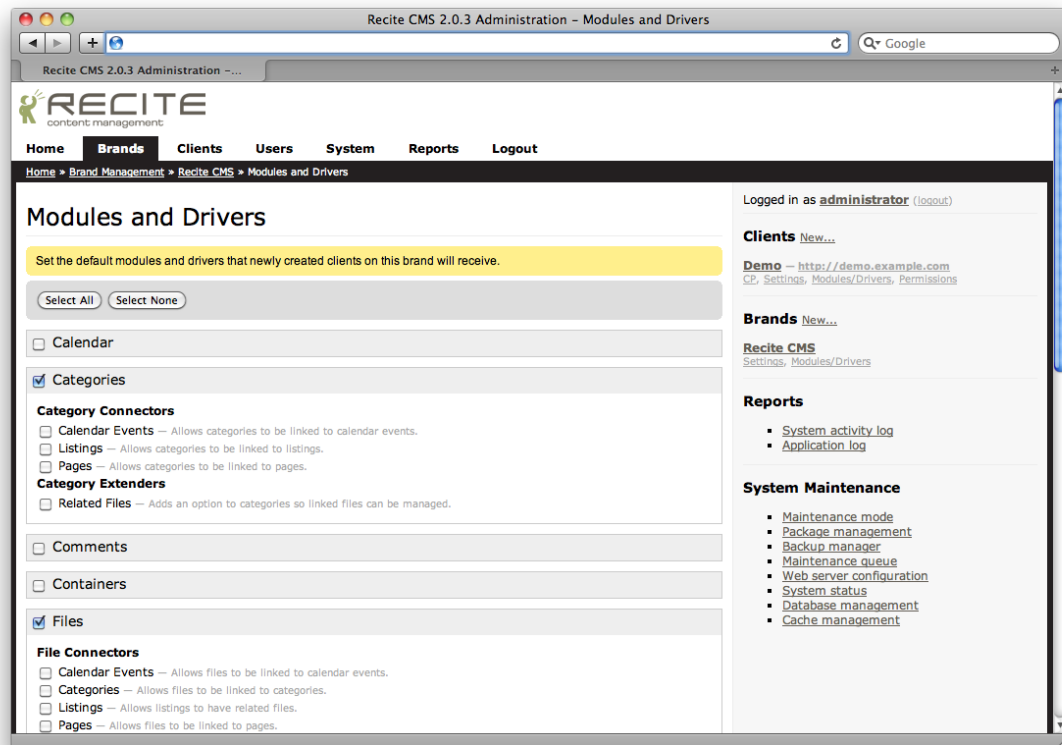 Recite CMS 2.0.3 Administration – Modules and Drivers
Google
Recite CMS 2.0.3 Administration –...
RECITE
content management
Home Brands Clients Users System Reports Logout
Home » Brand Management » Recite CMS » Modules and Drivers
Modules and Drivers
Set the default modules and drivers that newly created clients on this brand will receive.
Select All Select None
Calendar
Categories
Category Connectors
Calendar Events — Allows categories to be linked to calendar events.
Listings — Allows categories to be linked to listings.
Pages — Allows categories to be linked to pages.
Category Extenders
Related Files — Adds an option to categories so linked files can be managed.
Comments
Containers
Files
File Connectors
Calendar Events — Allows files to be linked to calendar events.
Categories — Allows files to be linked to categories.
Listings — Allows listings to have related files.
Pages — Allows files to be linked to pages.
Logged in as administrator (logout)
Clients New...
Demo — http://demo.example.com
CP, Settings, Modules/Drivers, Permissions
Brands New...
Recite CMS
Settings, Modules/Drivers
Reports
System activity log
Application log
System Maintenance
Maintenance mode
Package management
Backup manager
Maintenance queue
Web server configuration
System status
Database management
Cache management